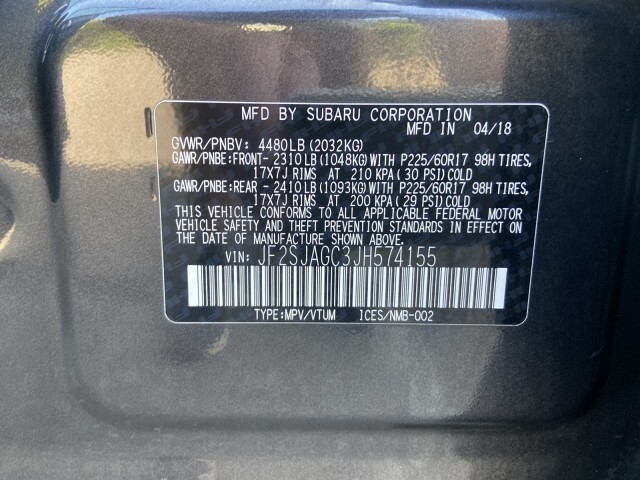 MFD BY SUBARU CORPORATION
GVWR/PNBV: 4480LB(2032KG) MFD IN 04/18
GAWR/PNBE:FRONT- 2310LB(1048KG)WITH P225/60R17 98H TIRES,
17X7J RIMS AT 210 KPA( 30 PSI)COLD
GAWR/PNBE:REAR - 2410LB(1093KG)WITH P225/60R17 98H TIRES,
17X7J RIMS AT 200 KPA(29 PSI)COLD
THIS VEHICLE CONFORMS TO ALL APPLICABLE FEDERAL MOTOR
VEHICLE SAFETY AND THEFT PREVENTION STANDARDS IN EFFECT ON THE
DATE OF MANUFACTURE SHOWN ABOVE.
VIN: JF2SJAGC3JH574155
TYPE:MPV/VTUM ICES/NMB-002